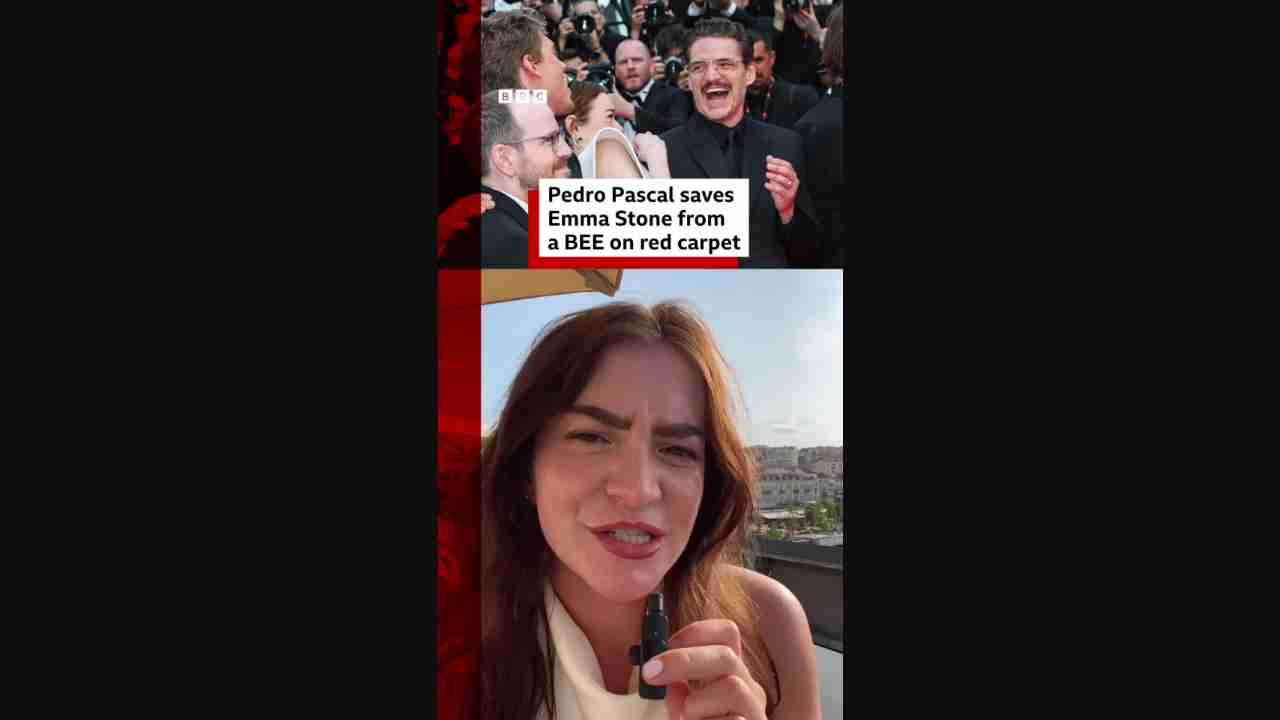 BBC
Pedro Pascal saves
Emma Stone from
a BEE on red carpet